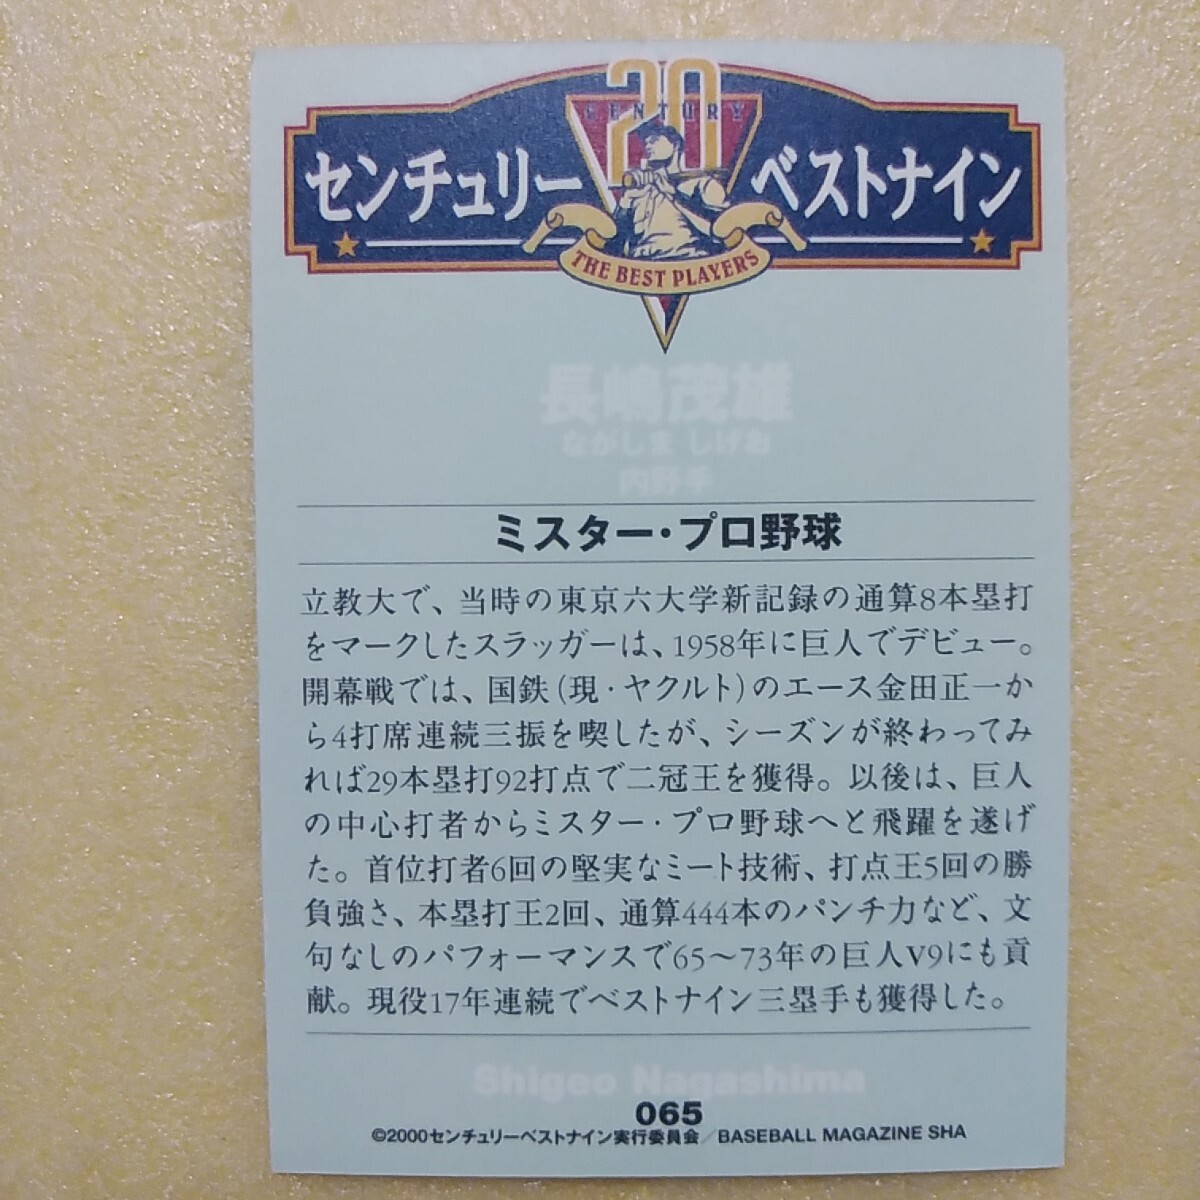 20
CENTURY
センチュリー ベストナイン
THE BEST PLAYERS
長嶋茂雄
ながしま しげお
内野手
ミスター・プロ野球
立教大で、当時の東京六大学新記録の通算8本塁打
をマークしたスラッガーは、1958年に巨人でデビュー。
開幕戦では、国鉄(現・ヤクルト)のエース金田正一か
ら4打席連続三振を喫したが、シーズンが終わってみ
れば29本塁打92打点で二冠王を獲得。以後は、巨人
の中心打者からミスター・プロ野球へと飛躍を遂げ
た。首位打者6回の堅実なミート技術、打点王5回の勝
負強さ、本塁打王2回、通算444本のパンチ力など、文
句なしのパフォーマンスで65〜73年の巨人V9にも貢
献。現役17年連続でベストナイン三塁手も獲得した。
Shigeo Nagashima
065
©2000センチュリーベストナイン実行委員会／BASEBALL MAGAZINE SHA